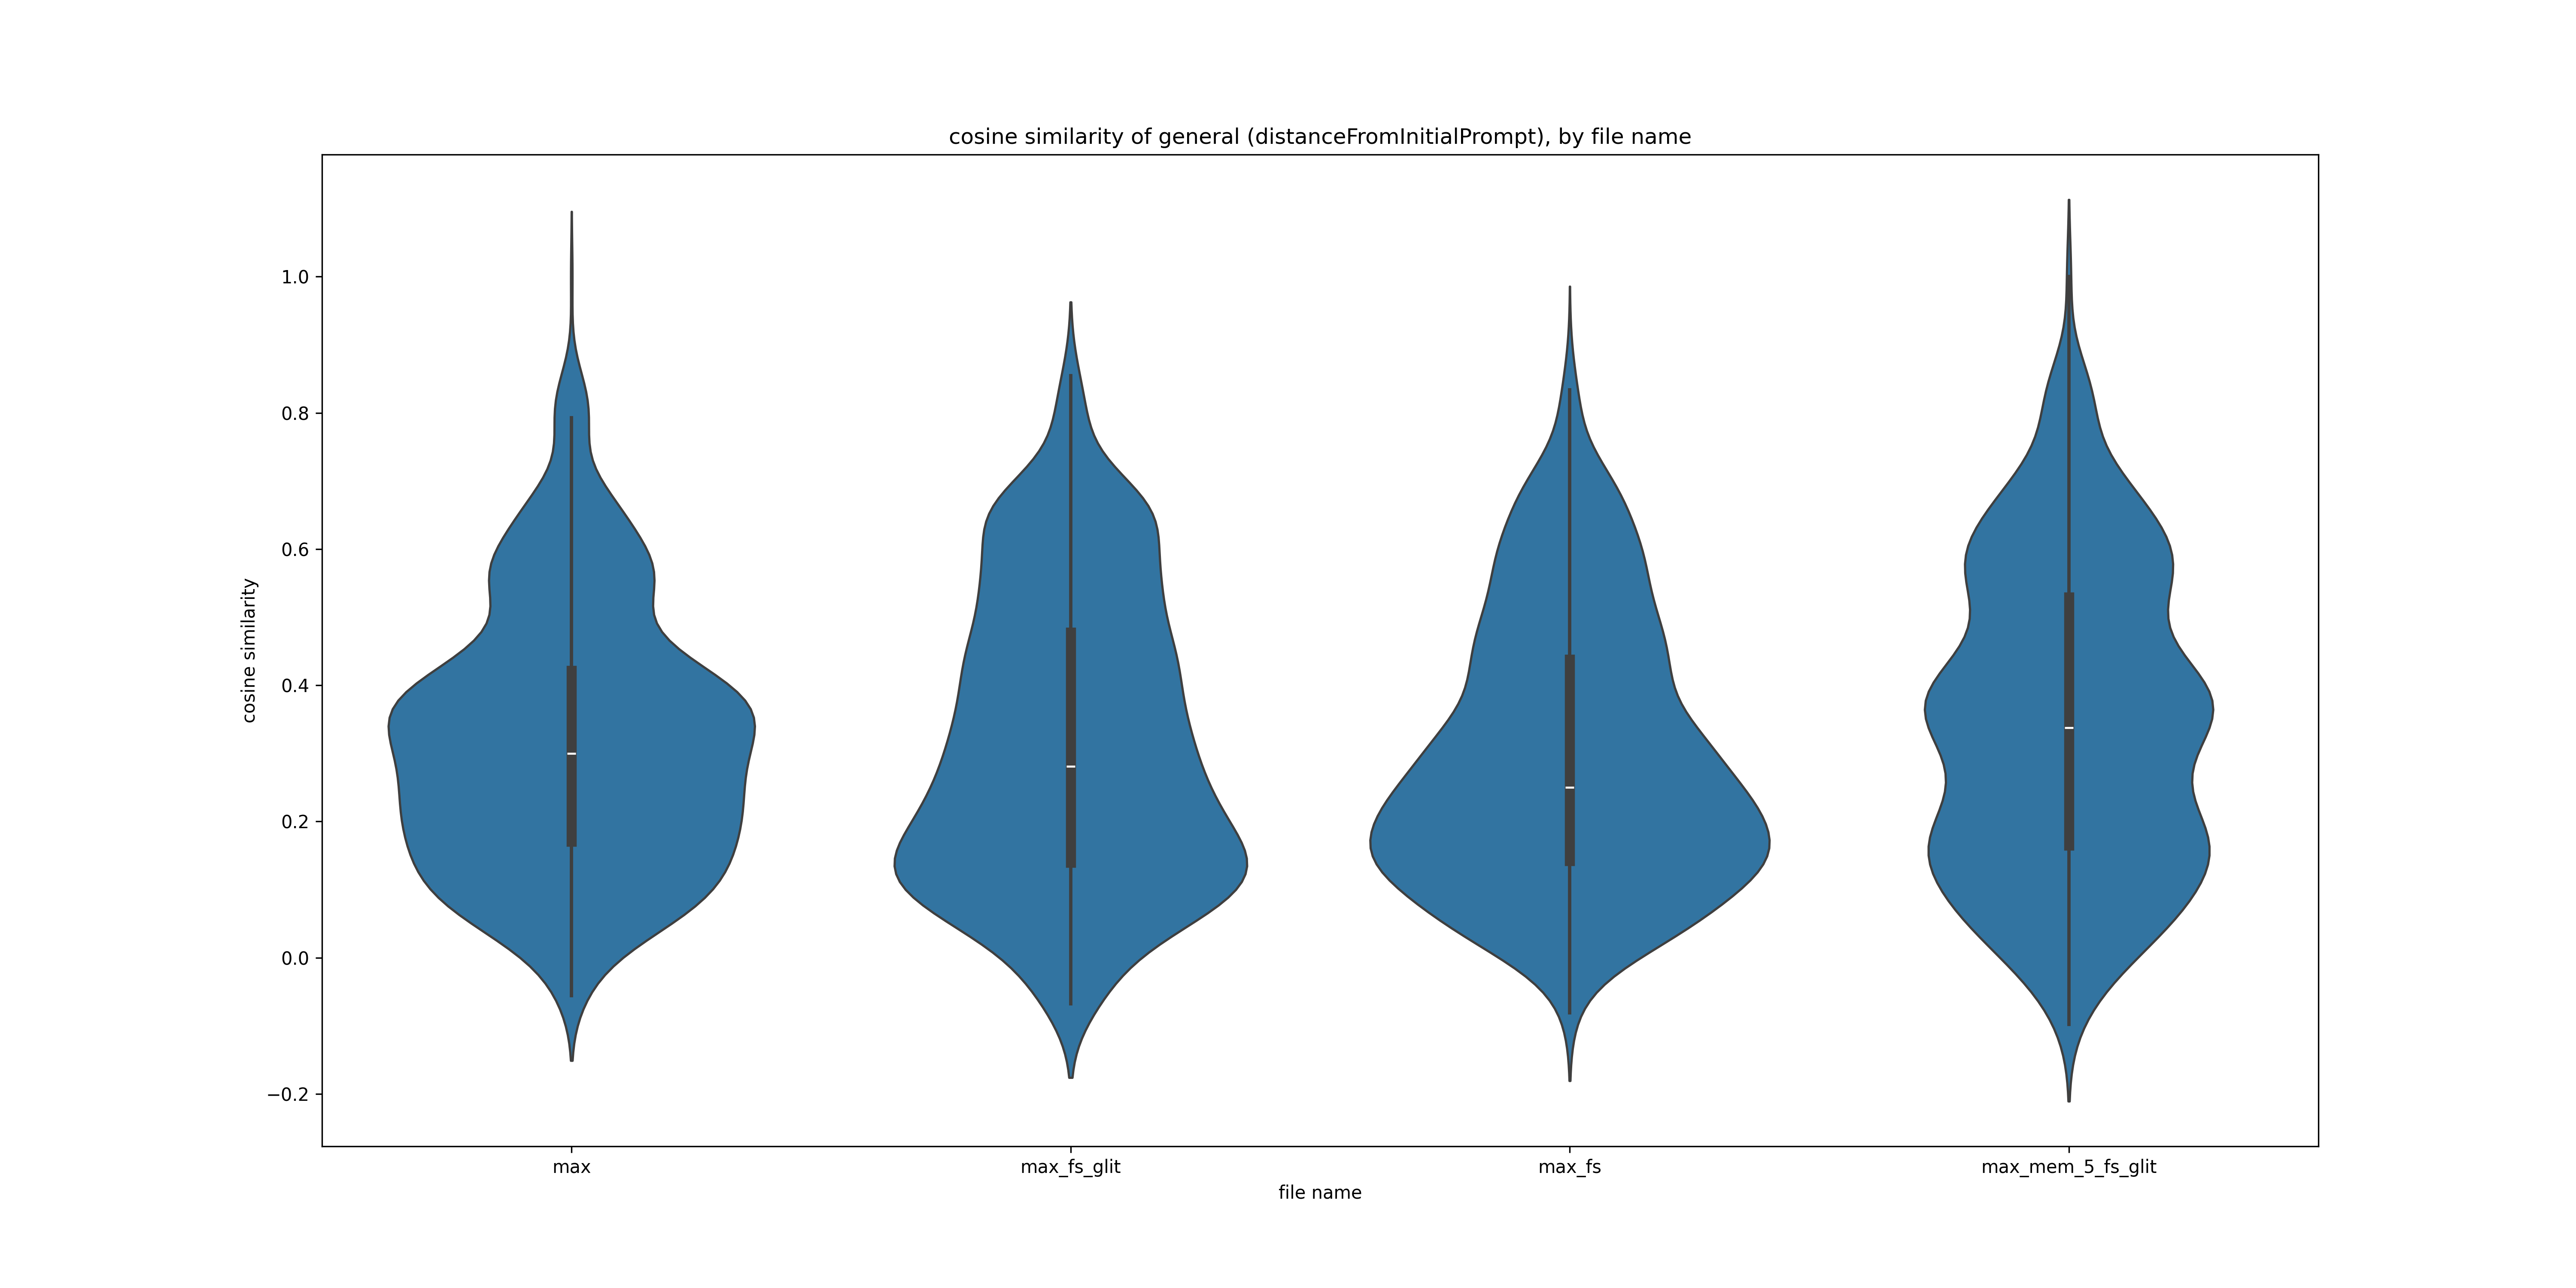 cosine similarity of general (distanceFromInitialPrompt), by file name
cosine similarity
1.0
0.8
0.6
0.4
0.2
0.0
−0.2
max
max_fs_glit
max_fs
max_mem_5_fs_glit
file name